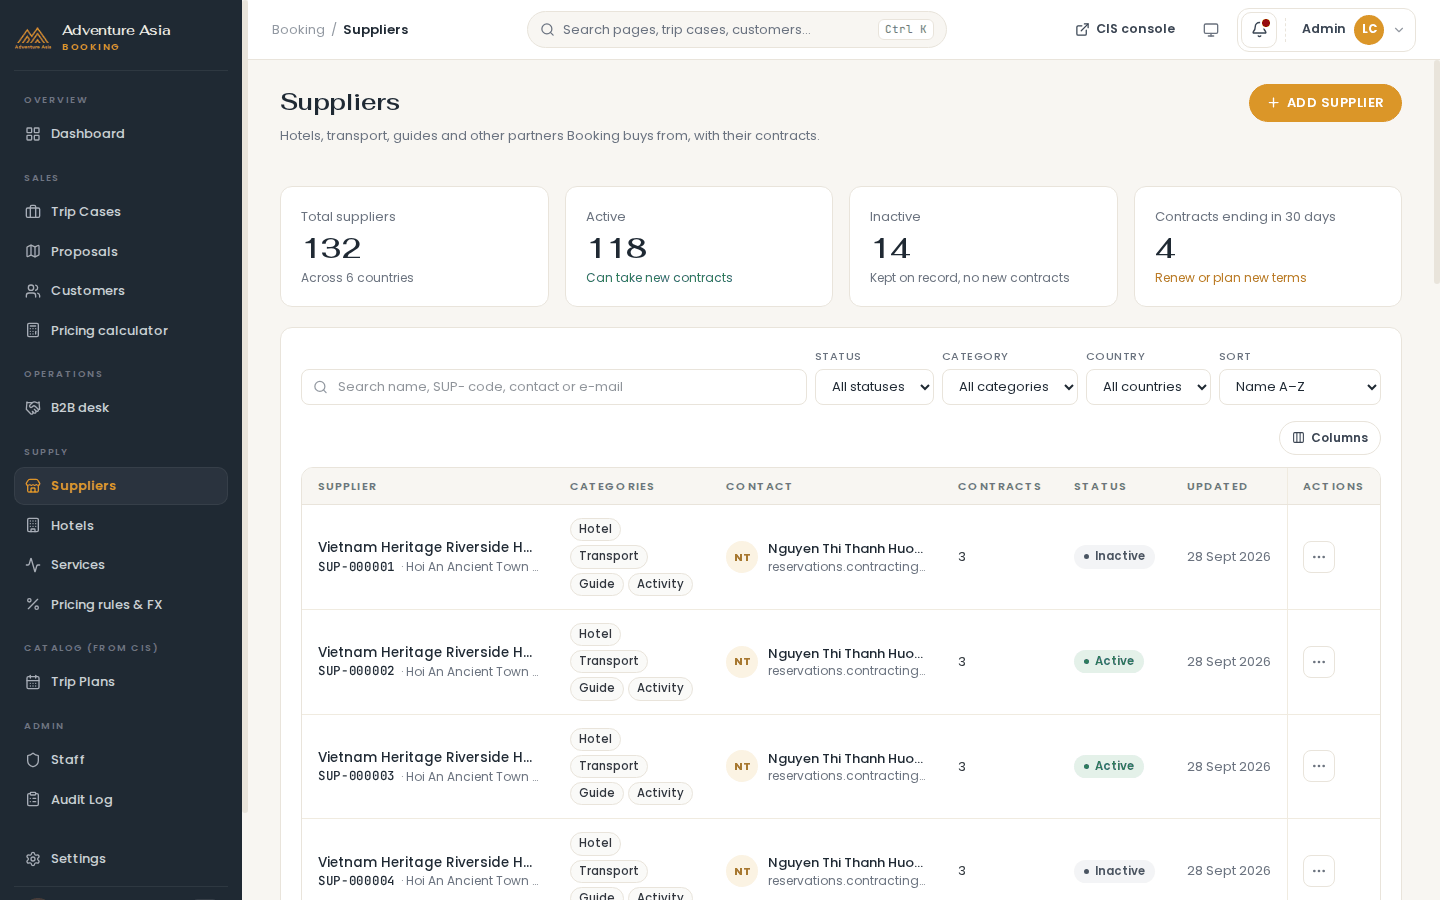 Adventure Asia
BOOKING
Adventure Asia
OVERVIEW
Dashboard
SALES
Trip Cases
Proposals
Customers
Pricing calculator
OPERATIONS
B2B desk
SUPPLY
Suppliers
Hotels
Services
Pricing rules & FX
CATALOG (FROM CIS)
Trip Plans
ADMIN
Staff
Audit Log
Settings
Booking / Suppliers
Search pages, trip cases, customers...
Ctrl K
CIS console
Admin
LC
Suppliers
Hotels, transport, guides and other partners Booking buys from, with their contracts.
+ ADD SUPPLIER
Total suppliers
132
Across 6 countries
Active
118
Can take new contracts
Inactive
14
Kept on record, no new contracts
Contracts ending in 30 days
4
Renew or plan new terms
Search name, SUP- code, contact or e-mail
STATUS
All statuses
CATEGORY
All categories
COUNTRY
All countries
SORT
Name A–Z
Columns
SUPPLIER CATEGORIES CONTACT CONTRACTS STATUS UPDATED ACTIONS
Vietnam Heritage Riverside H...
SUP-000001 · Hoi An Ancient Town ...
Hotel
Transport
Guide Activity
NT
Nguyen Thi Thanh Huo...
reservations.contracting...
3
Inactive
28 Sept 2026
Vietnam Heritage Riverside H...
SUP-000002 · Hoi An Ancient Town ...
Hotel
Transport
Guide Activity
NT
Nguyen Thi Thanh Huo...
reservations.contracting...
3
Active
28 Sept 2026
Vietnam Heritage Riverside H...
SUP-000003 · Hoi An Ancient Town ...
Hotel
Transport
Guide Activity
NT
Nguyen Thi Thanh Huo...
reservations.contracting...
3
Active
28 Sept 2026
Vietnam Heritage Riverside H...
SUP-000004 · Hoi An Ancient Town ...
Hotel
Transport
Guide Activity
NT
Nguyen Thi Thanh Huo...
reservations.contracting...
3
Inactive
28 Sept 2026